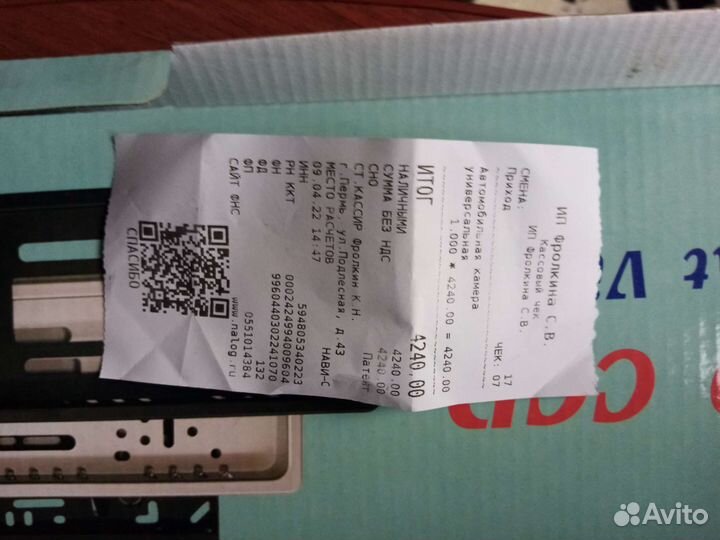 ИП Фролкина С.В.
Кассовый чек
ИП Фролкина С.В.
СМЕНА: 17
Приход ЧЕК: 07
Автомобильная камера
универсальная
1.000 * 4240.00 = 4240.00
ИТОГ 4240.00
НАЛИЧНЫМИ 4240.00
СУММА БЕЗ НДС 4240.00
СНО Патент
СТ.КАССИР Фролкин К.Н.
г.Пермь, ул.Подлесная, д.43
МЕСТО РАСЧЕТОВ НАВИ-С
09.04.22 14:47
ИНН 594805340223
РН ККТ 0002424994009604
ФН 9960440302241070
ФД 132
ФП 0551014384
САЙТ ФНС www.nalog.ru
СПАСИБО
CCD
Avito